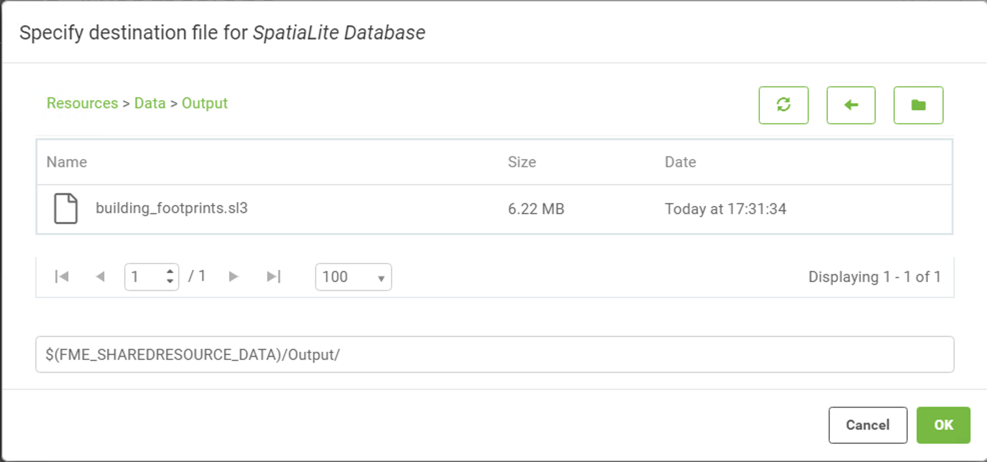 Specify destination file for SpatiaLite Database
Resources > Data > Output
Name Size Date
building_footprints.sl3 6.22 MB Today at 17:31:34
1 / 1 100 Displaying 1 - 1 of 1
$(FME_SHAREDRESOURCE_DATA)/Output/
Cancel OK